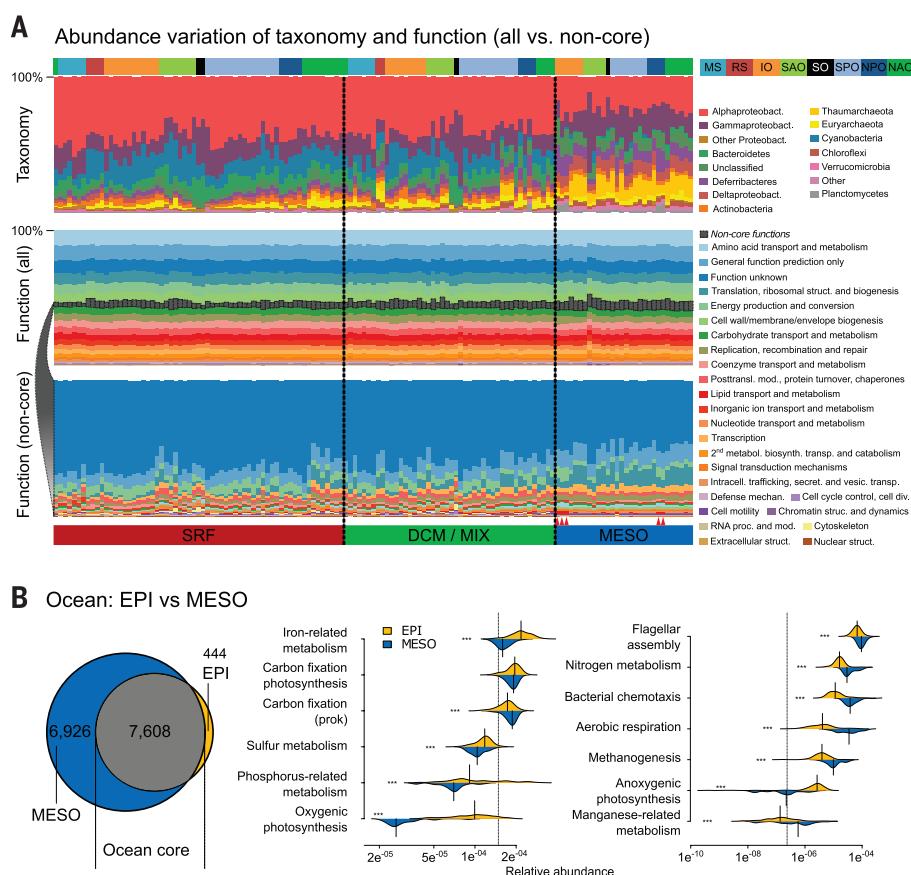 A
Abundance variation of taxonomy and function (all vs. non-core)
MS RS IO SAO SO SPO NPO NAO
100%
Taxonomy
Alphaproteobact.
Gammaproteobact.
Other Proteobact.
Bacteroidetes
Unclassified
Deferribacteres
Deltaproteobact.
Actinobacteria
Thaumarchaeota
Euryarchaeota
Cyanobacteria
Chloroflexi
Verrucomicrobia
Other
Planctomycetes
100%
Function (all)
Function (non-core)
Non-core functions
Amino acid transport and metabolism
General function prediction only
Function unknown
Translation, ribosomal struct. and biogenesis
Energy production and conversion
Cell wall/membrane/envelope biogenesis
Carbohydrate transport and metabolism
Replication, recombination and repair
Coenzyme transport and metabolism
Posttransl. mod., protein turnover, chaperones
Lipid transport and metabolism
Inorganic ion transport and metabolism
Nucleotide transport and metabolism
Transcription
2nd metabol. biosynth. transp. and catabolism
Signal transduction mechanisms
Intracell. trafficking, secret. and vesic. transp.
Defense mechan. Cell cycle control, cell div.
Cell motility Chromatin struc. and dynamics
RNA proc. and mod. Cytoskeleton
Extracellular struct. Nuclear struct.
SRF DCM / MIX MESO
B Ocean: EPI vs MESO
444
EPI
6,926 7,608
MESO
Ocean core
EPI
MESO
Iron-related
metabolism
***
Carbon fixation
photosynthesis
Carbon fixation
(prok)
***
Sulfur metabolism
***
Phosphorus-related
metabolism
***
Oxygenic
photosynthesis
***
2e-05 5e-05 1e-04 2e-04
Flagellar
assembly
***
Nitrogen metabolism
***
Bacterial chemotaxis
***
Aerobic respiration
***
Methanogenesis
***
Anoxygenic
photosynthesis
***
Manganese-related
metabolism
***
1e-10 1e-08 1e-06 1e-04
Relative abundance